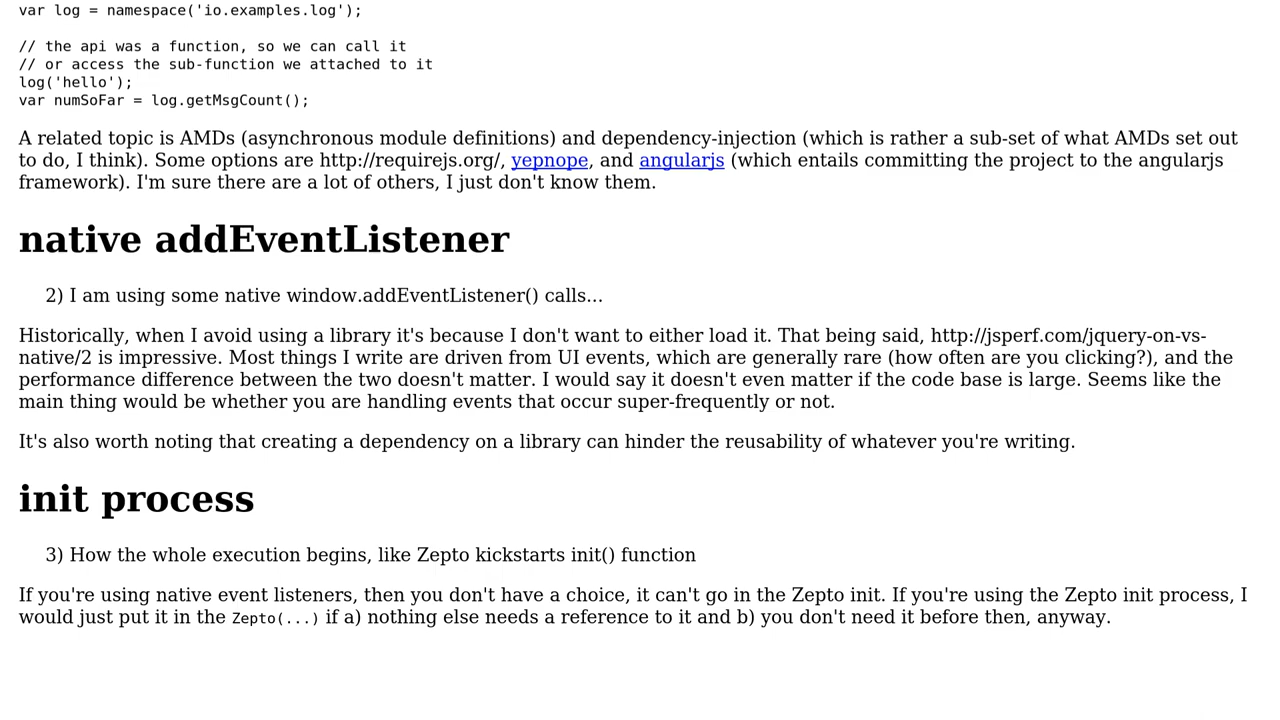 var log = namespace('io.examples.log');
// the api was a function, so we can call it
// or access the sub-function we attached to it
log('hello');
var numSoFar = log.getMsgCount();
A related topic is AMDs (asynchronous module definitions) and dependency-injection (which is rather a sub-set of what AMDs set out
to do, I think). Some options are http://requirejs.org/, yepnope, and angularjs (which entails committing the project to the angularjs
framework). I'm sure there are a lot of others, I just don't know them.
native addEventListener
2) I am using some native window.addEventListener() calls...
Historically, when I avoid using a library it's because I don't want to either load it. That being said, http://jsperf.com/jquery-on-vs-
native/2 is impressive. Most things I write are driven from UI events, which are generally rare (how often are you clicking?), and the
performance difference between the two doesn't matter. I would say it doesn't even matter if the code base is large. Seems like the
main thing would be whether you are handling events that occur super-frequently or not.
It's also worth noting that creating a dependency on a library can hinder the reusability of whatever you're writing.
init process
3) How the whole execution begins, like Zepto kickstarts init() function
If you're using native event listeners, then you don't have a choice, it can't go in the Zepto init. If you're using the Zepto init process, I
would just put it in the Zepto(...) if a) nothing else needs a reference to it and b) you don't need it before then, anyway.